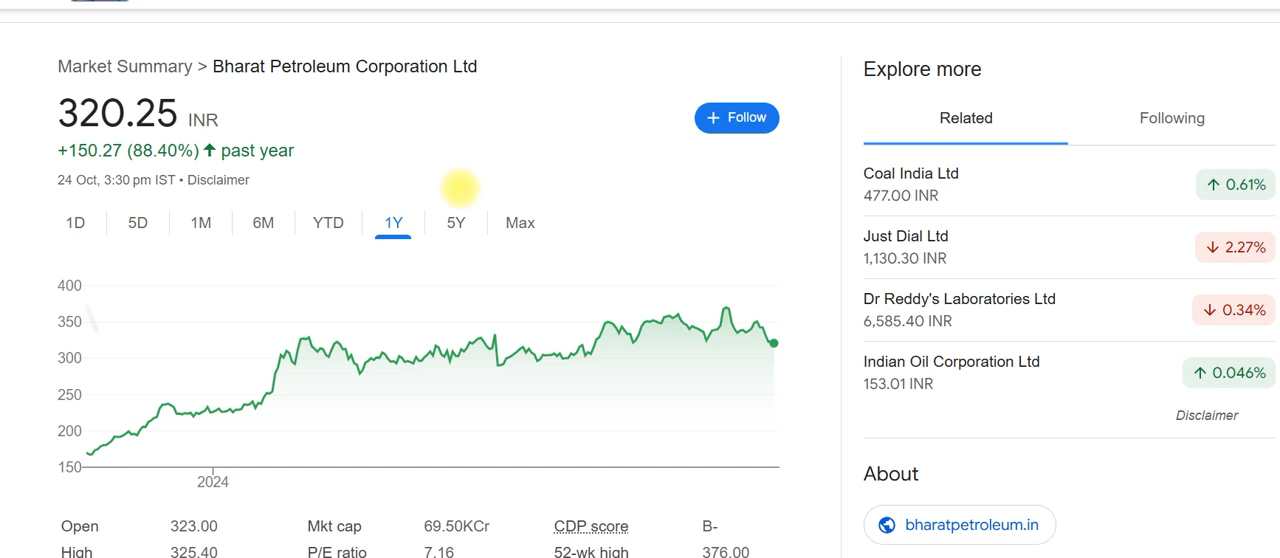 Market Summary > Bharat Petroleum Corporation Ltd
320.25 INR
+ Follow
+150.27 (88.40%) ↑ past year
24 Oct, 3:30 pm IST • Disclaimer
1D 5D 1M 6M YTD 1Y 5Y Max
400
350
300
250
200
150
2024
Open 323.00 Mkt cap 69.50KCr CDP score B-
High 325.40 P/E ratio 7.16 52-wk high 376.00
Explore more
Related Following
Coal India Ltd
477.00 INR
↑ 0.61%
Just Dial Ltd
1,130.30 INR
↓ 2.27%
Dr Reddy's Laboratories Ltd
6,585.40 INR
↓ 0.34%
Indian Oil Corporation Ltd
153.01 INR
↑ 0.046%
Disclaimer
About
bharatpetroleum.in